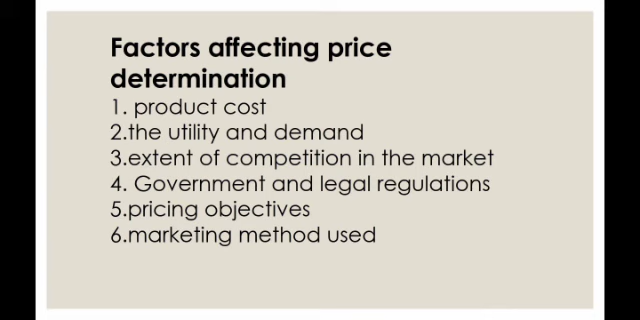 Factors affecting price
determination
1. product cost
2.the utility and demand
3.extent of competition in the market
4. Government and legal regulations
5.pricing objectives
6.marketing method used